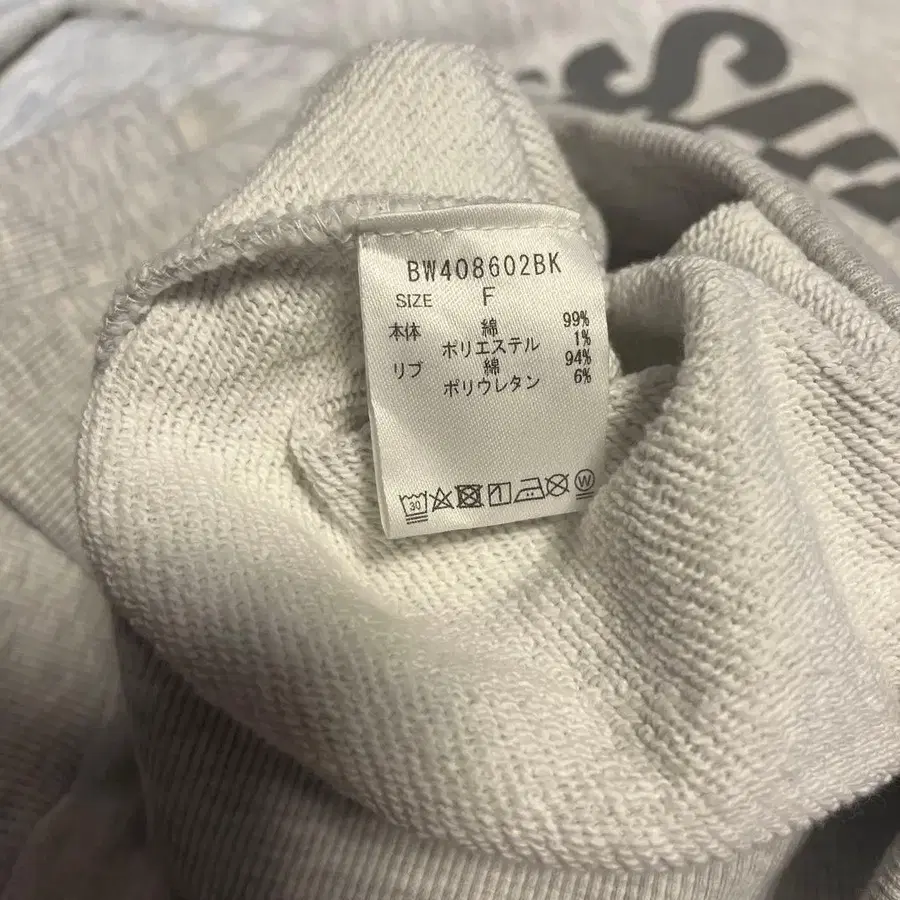 BW408602BK
SIZE F
本体 綿 99%
ポリエステル 1%
リブ 綿 94%
ポリウレタン 6%
30 W